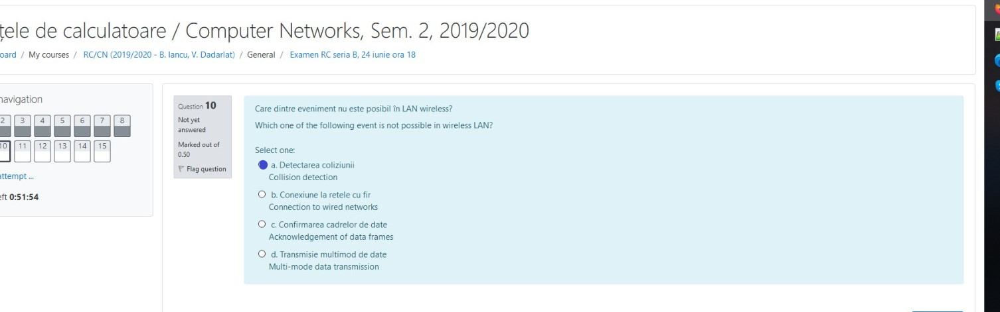 de calculatoare / Computer Networks, Sem. 2, 2019/2020
/ My courses / RC/CN (2019/2020 - B. Iancu, V. Dadarlat) / General / Examen RC seria B, 24 iunie ora 18
Question 10
Not yet
answered
Marked out of
0.50
Flag question
2 3 4 5 6 7 8
10 11 12 13 14 15
...
0:51:54
Care dintre eveniment nu este posibil în LAN wireless?
Which one of the following event is not possible in wireless LAN?
Select one:
a. Detectarea coliziunii
Collision detection
b. Conexiune la retele cu fir
Connection to wired networks
c. Confirmarea cadrelor de date
Acknowledgement of data frames
d. Transmisie multimod de date
Multi-mode data transmission